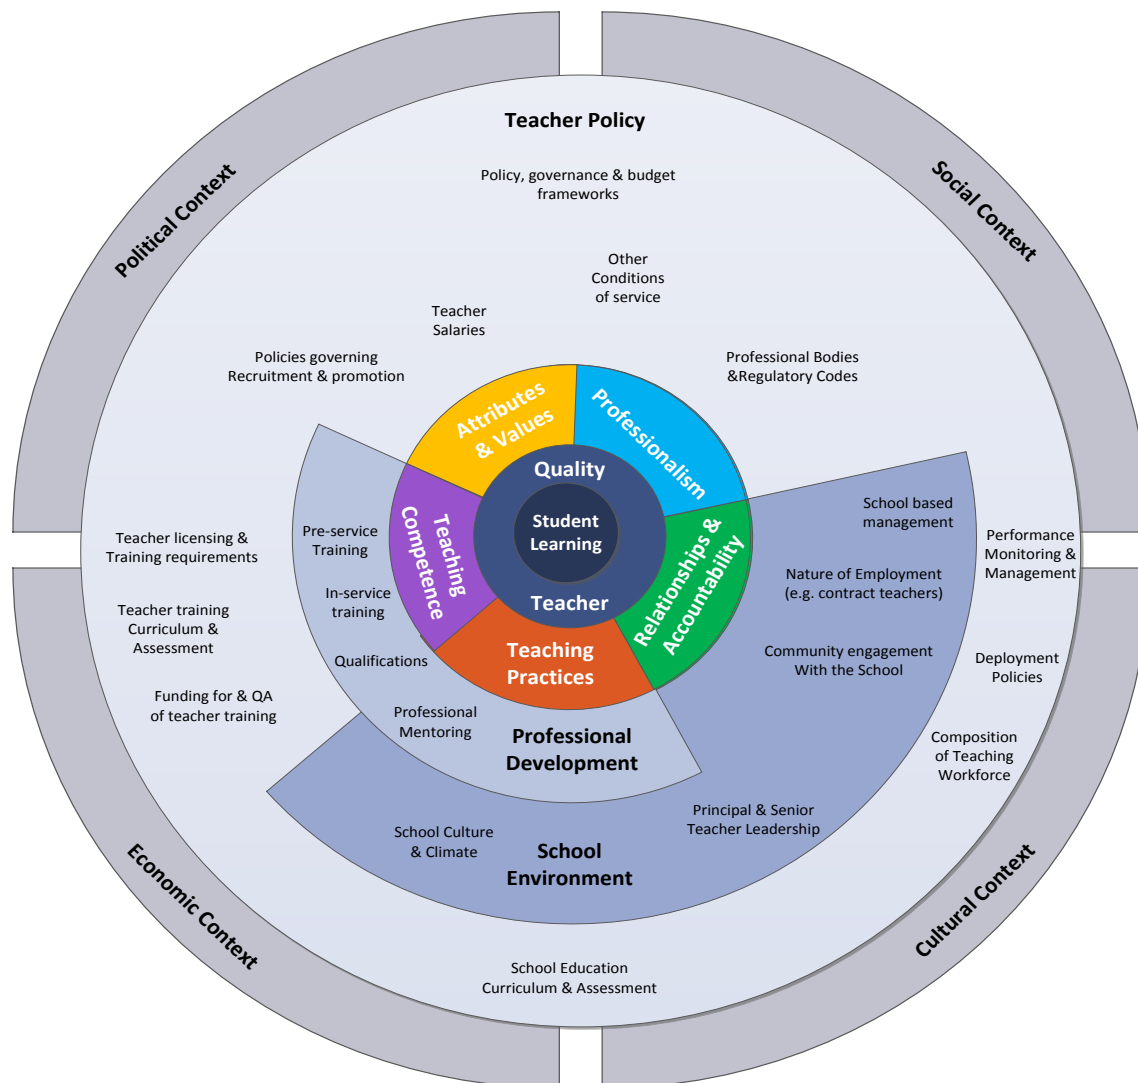 Teacher Policy
Policy, governance & budget
frameworks
Political Context
Social Context
Other
Conditions
of service
Teacher
Salaries
Policies governing
Recruitment & promotion
Professional Bodies
&Regulatory Codes
Attributes
& Values
Professionalism
Quality
Student
Learning
Teacher
Teaching
Competence
Relationships &
Accountability
Teaching
Practices
School based
management
Performance
Monitoring &
Management
Teacher licensing &
Training requirements
Pre-service
Training
Nature of Employment
(e.g. contract teachers)
In-service
training
Teacher training
Curriculum &
Assessment
Qualifications
Community engagement
With the School
Deployment
Policies
Funding for & QA
of teacher training
Professional
Mentoring
Professional
Development
Composition
of Teaching
Workforce
Principal & Senior
Teacher Leadership
School Culture
& Climate
School
Environment
Economic Context
Cultural Context
School Education
Curriculum & Assessment